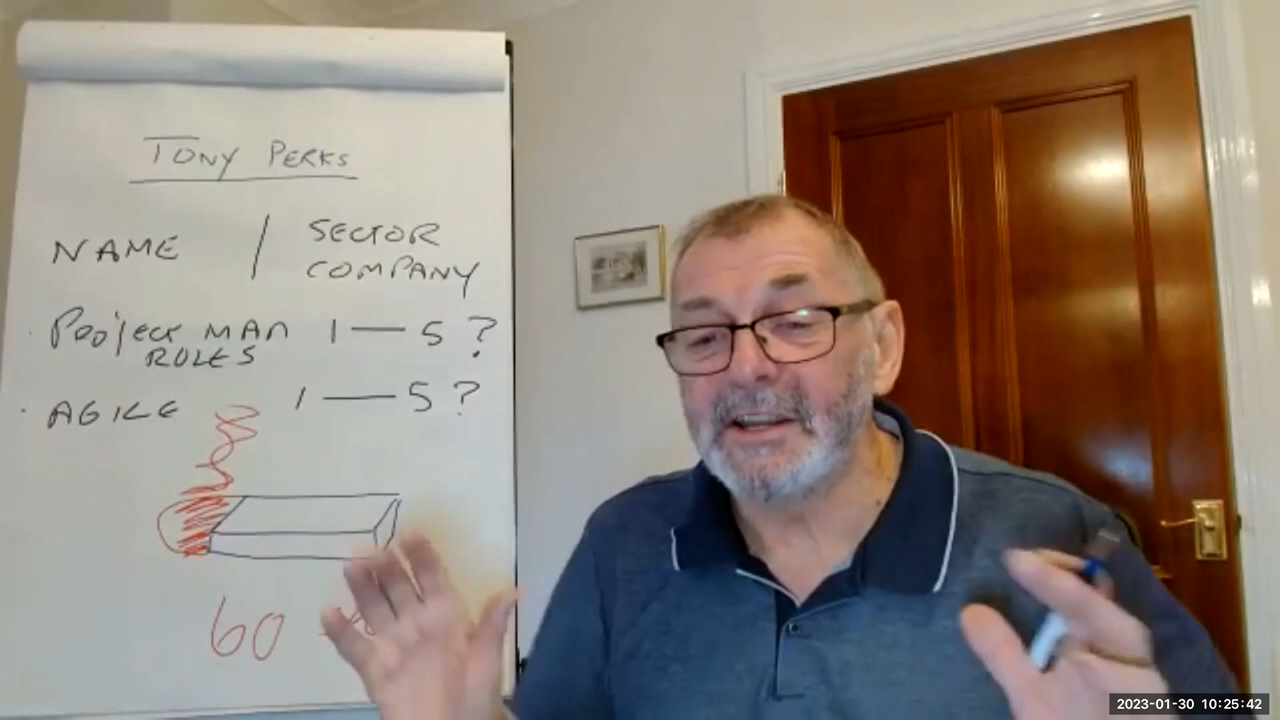 TONY PERKS
NAME | SECTOR
COMPANY
· Project MAN 1 — 5 ?
ROLES
· AGILE 1 — 5 ?
60
2023-01-30 10:25:42